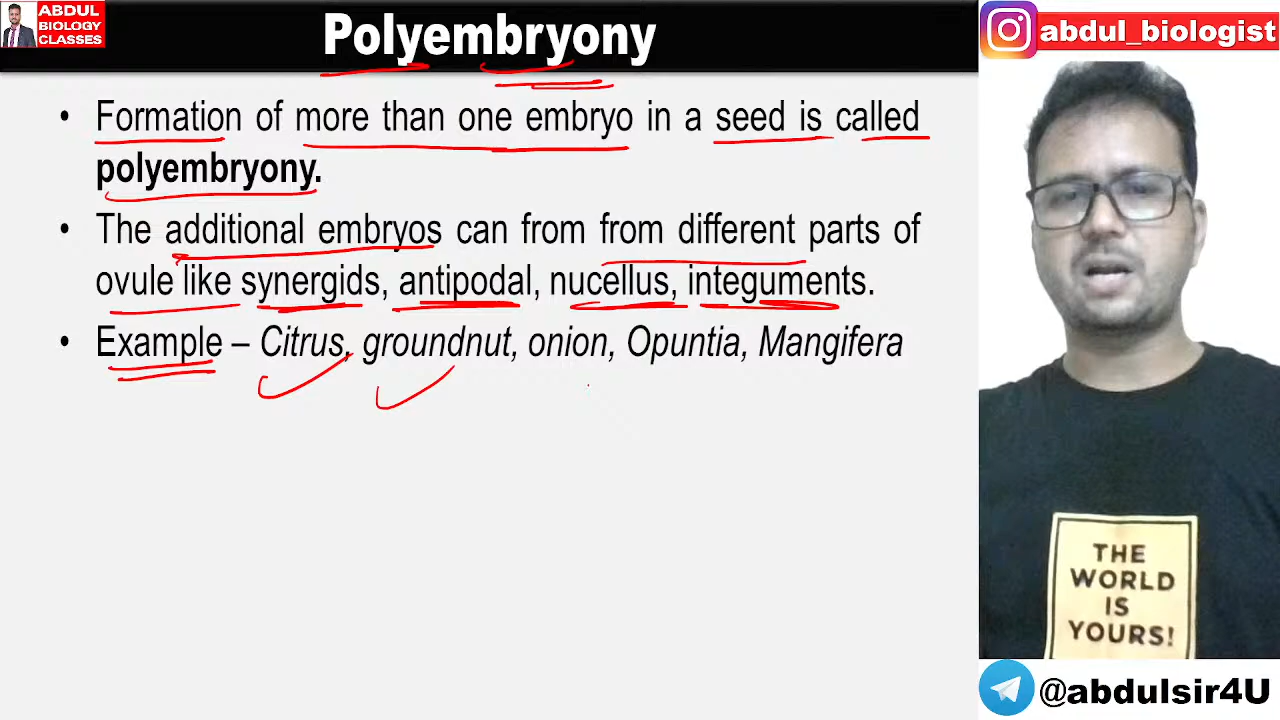 ABDUL
BIOLOGY
CLASSES
Polyembryony
abdul_biologist
• Formation of more than one embryo in a seed is called
polyembryony.
• The additional embryos can from from different parts of
ovule like synergids, antipodal, nucellus, integuments.
• Example – Citrus, groundnut, onion, Opuntia, Mangifera
THE
WORLD
IS
YOURS!
@abdulsir4U